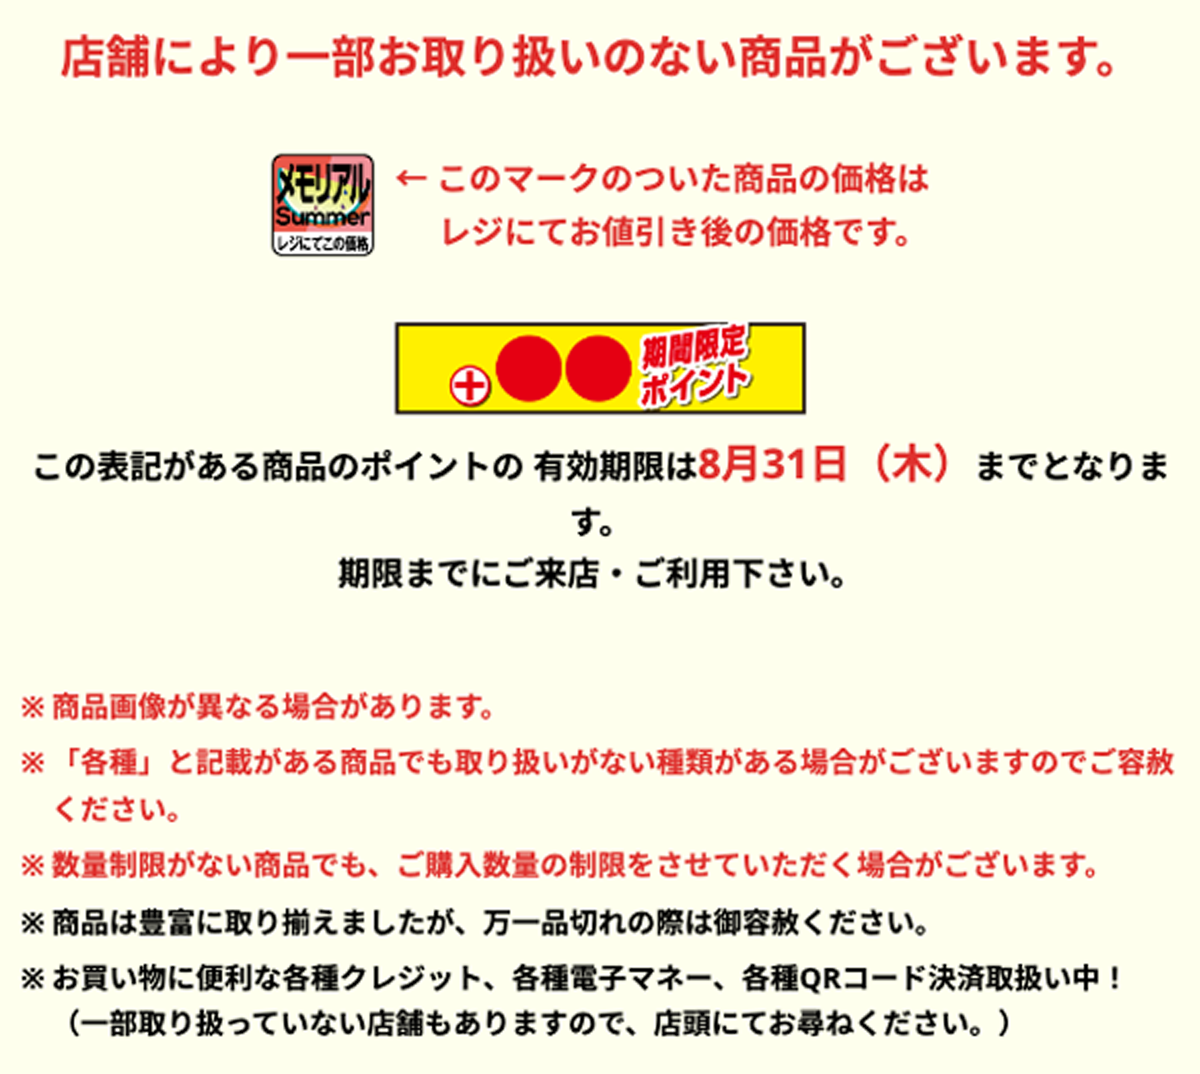 店舗により一部お取り扱いのない商品がございます。
メモリアル
Summer
レジにてこの価格
← このマークのついた商品の価格は
レジにてお値引き後の価格です。
+●●期間限定
ポイント
この表記がある商品のポイントの 有効期限は8月31日（木）までとなりま
す。
期限までにご来店・ご利用下さい。
※ 商品画像が異なる場合があります。
※ 「各種」と記載がある商品でも取り扱いがない種類がある場合がございますのでご容赦
ください。
※ 数量制限がない商品でも、ご購入数量の制限をさせていただく場合がございます。
※ 商品は豊富に取り揃えましたが、万一品切れの際は御容赦ください。
※ お買い物に便利な各種クレジット、各種電子マネー、各種QRコード決済取扱い中！
（一部取り扱っていない店舗もありますので、店頭にてお尋ねください。）